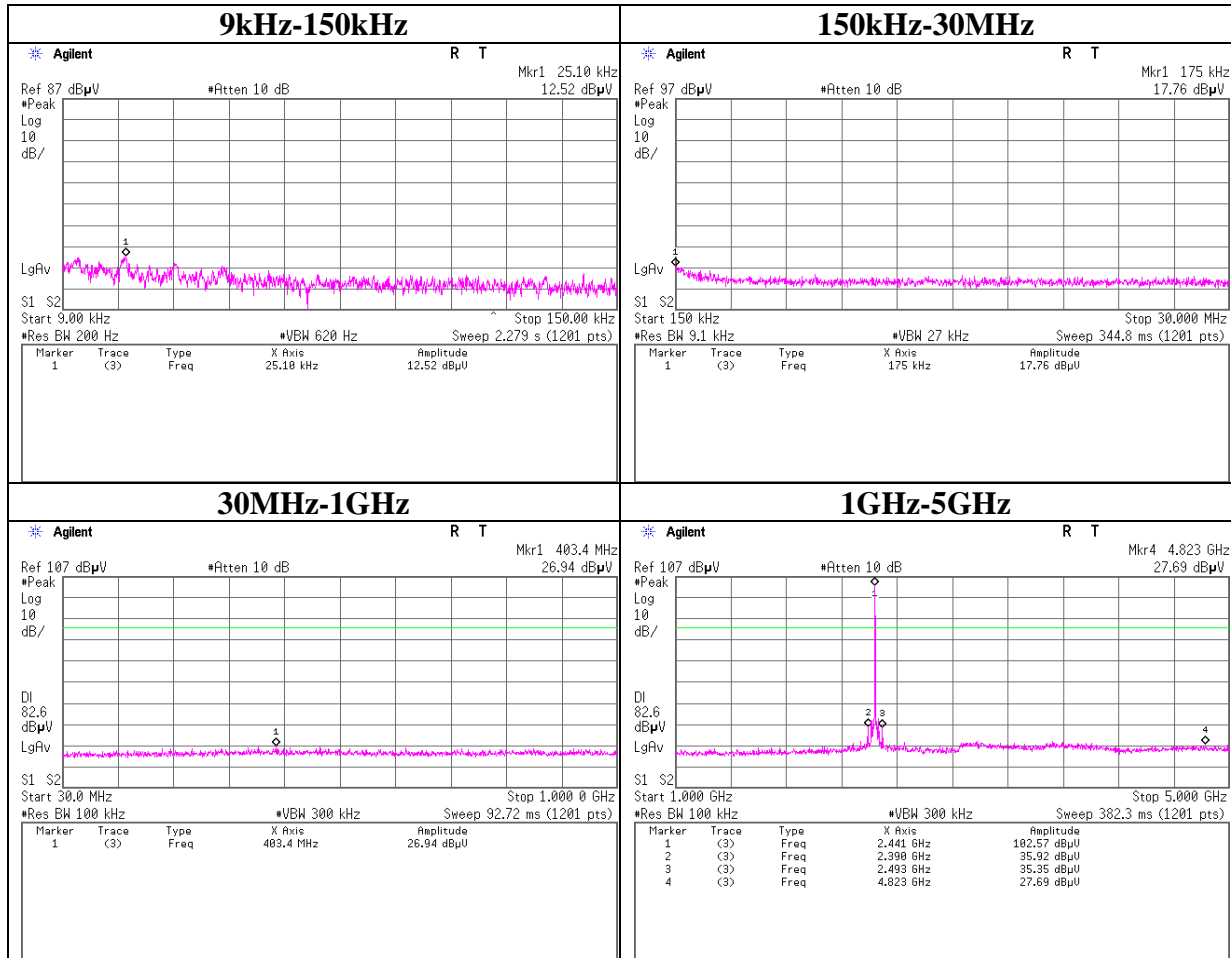 9kHz-150kHz
Agilent R T
Mkr1 25.10 kHz
Ref 87 dBµV #Atten 10 dB 12.52 dBµV
#Peak
Log
10
dB/
1
LgAv
S1 S2
Start 9.00 kHz ^ Stop 150.00 kHz
#Res BW 200 Hz #VBW 620 Hz Sweep 2.279 s (1201 pts)
Marker Trace Type X Axis Amplitude
1 (3) Freq 25.10 kHz 12.52 dBµV
150kHz-30MHz
Agilent R T
Mkr1 175 kHz
Ref 97 dBµV #Atten 10 dB 17.76 dBµV
#Peak
Log
10
dB/
1
LgAv
S1 S2
Start 150 kHz Stop 30.000 MHz
#Res BW 9.1 kHz #VBW 27 kHz Sweep 344.8 ms (1201 pts)
Marker Trace Type X Axis Amplitude
1 (3) Freq 175 kHz 17.76 dBµV
30MHz-1GHz
Agilent R T
Mkr1 403.4 MHz
Ref 107 dBµV #Atten 10 dB 26.94 dBµV
#Peak
Log
10
dB/
DI
82.6
dBµV
1
LgAv
S1 S2
Start 30.0 MHz Stop 1.000 0 GHz
#Res BW 100 kHz #VBW 300 kHz Sweep 92.72 ms (1201 pts)
Marker Trace Type X Axis Amplitude
1 (3) Freq 403.4 MHz 26.94 dBµV
1GHz-5GHz
Agilent R T
Mkr4 4.823 GHz
Ref 107 dBµV #Atten 10 dB 27.69 dBµV
#Peak
1
Log
10
dB/
DI
82.6
2 3
dBµV
4
LgAv
S1 S2
Start 1.000 GHz Stop 5.000 GHz
#Res BW 100 kHz #VBW 300 kHz Sweep 382.3 ms (1201 pts)
Marker Trace Type X Axis Amplitude
1 (3) Freq 2.441 GHz 102.57 dBµV
2 (3) Freq 2.390 GHz 35.92 dBµV
3 (3) Freq 2.493 GHz 35.35 dBµV
4 (3) Freq 4.823 GHz 27.69 dBµV